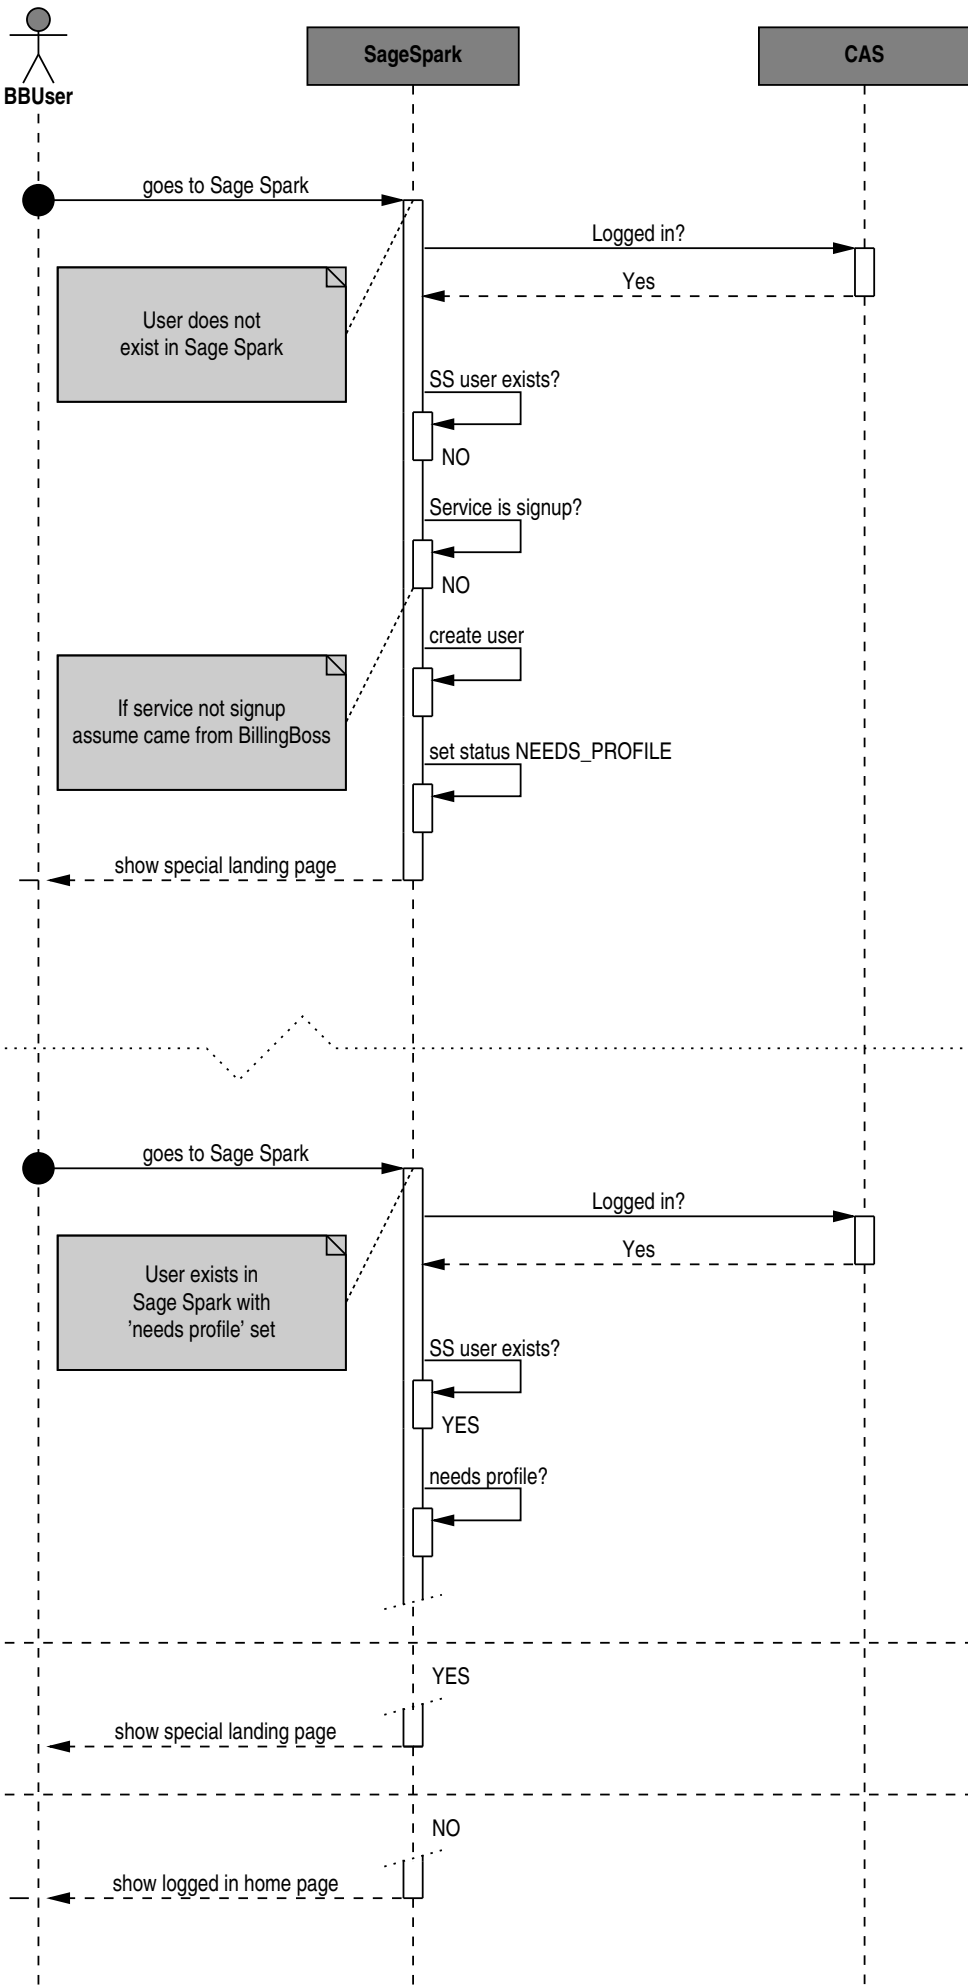 BBUser
SageSpark
CAS
goes to Sage Spark
Logged in?
Yes
User does not
exist in Sage Spark
SS user exists?
NO
Service is signup?
NO
create user
If service not signup
assume came from BillingBoss
set status NEEDS_PROFILE
show special landing page
goes to Sage Spark
Logged in?
Yes
User exists in
Sage Spark with
'needs profile' set
SS user exists?
YES
needs profile?
YES
show special landing page
NO
show logged in home page